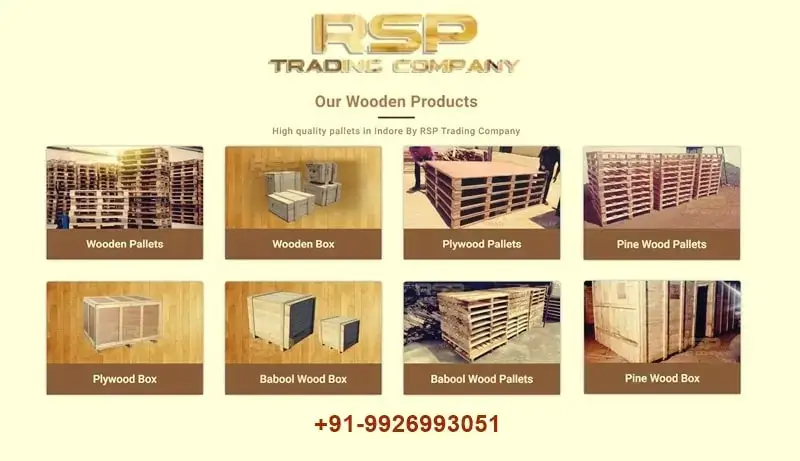 RSP
TRADING COMPANY
Our Wooden Products
High quality pallets in Indore By RSP Trading Company
Wooden Pallets
Wooden Box
Plywood Pallets
Pine Wood Pallets
Plywood Box
Babool Wood Box
Babool Wood Pallets
Pine Wood Box
+91-9926993051